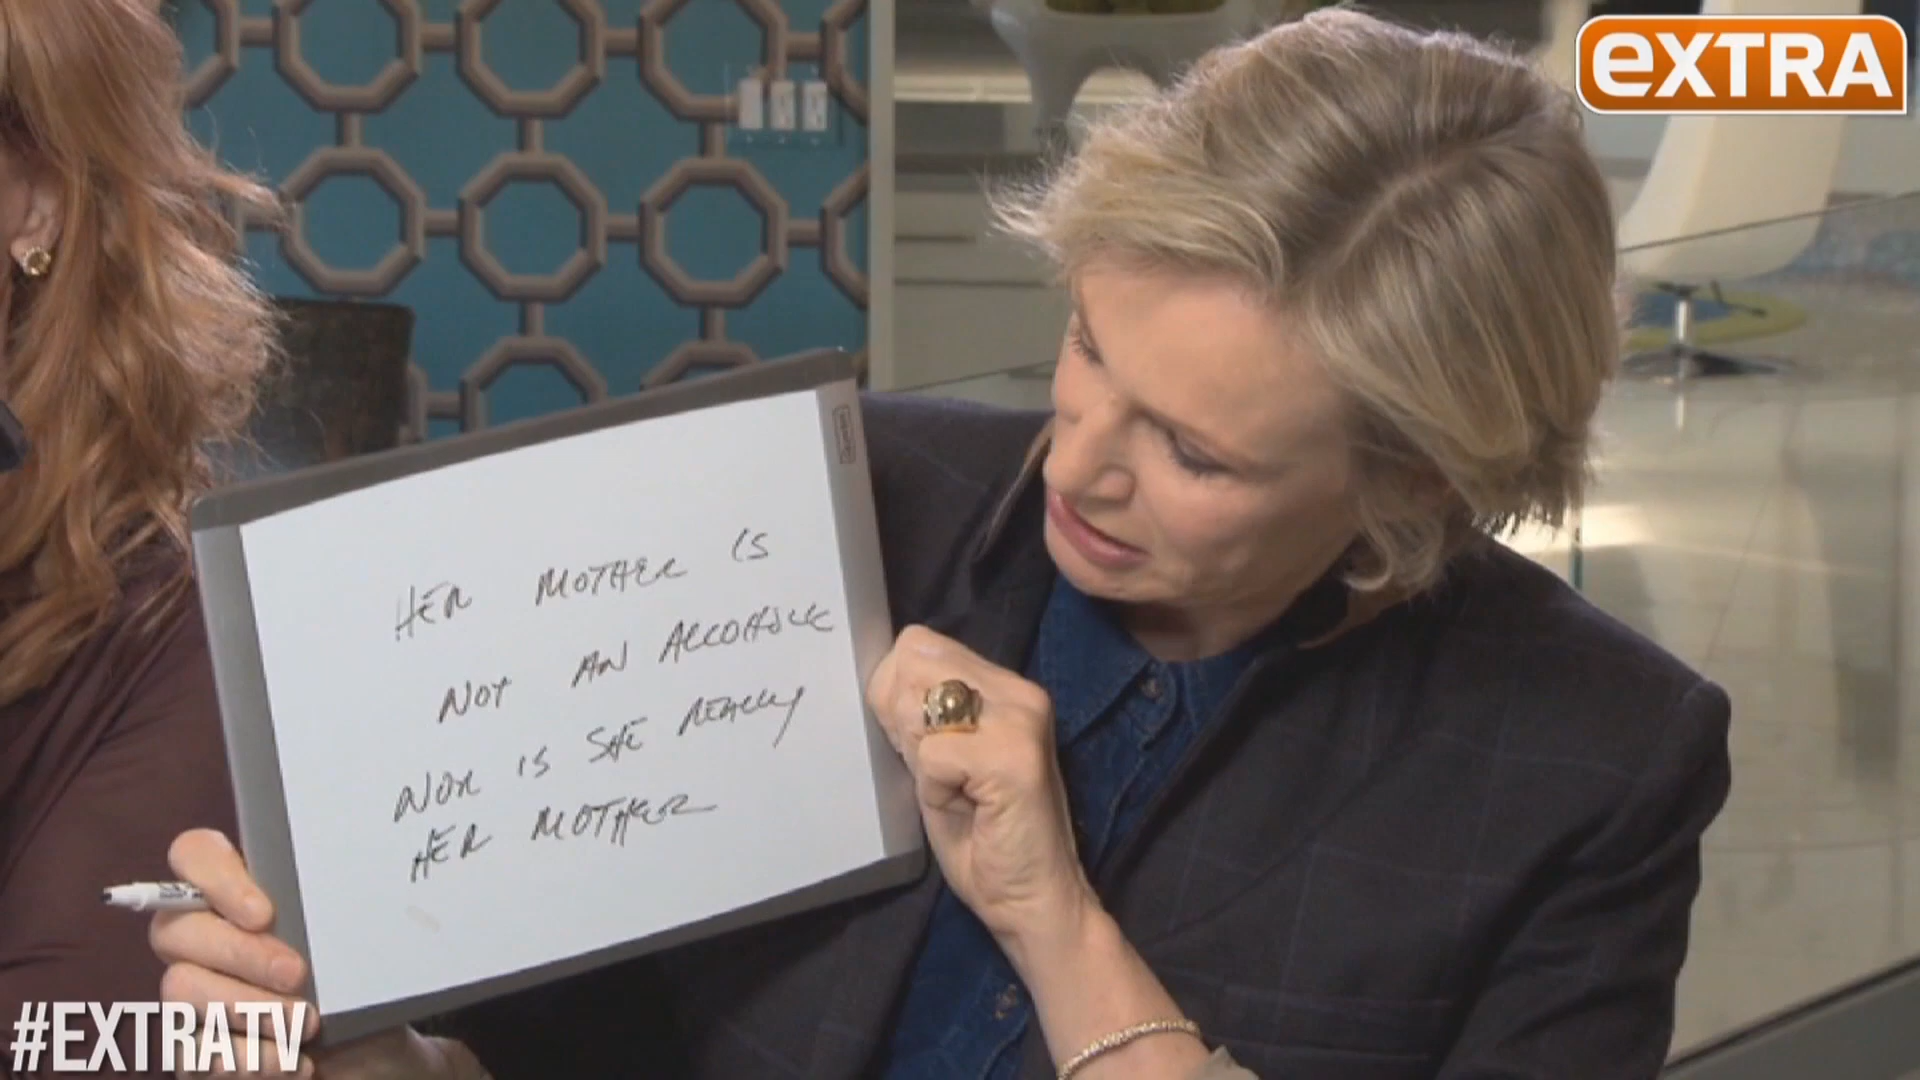 eXTRA
HER MOTHER IS
NOT AN ALCOHOLIC
NOR IS SHE REALLY
HER MOTHER
#EXTRATV